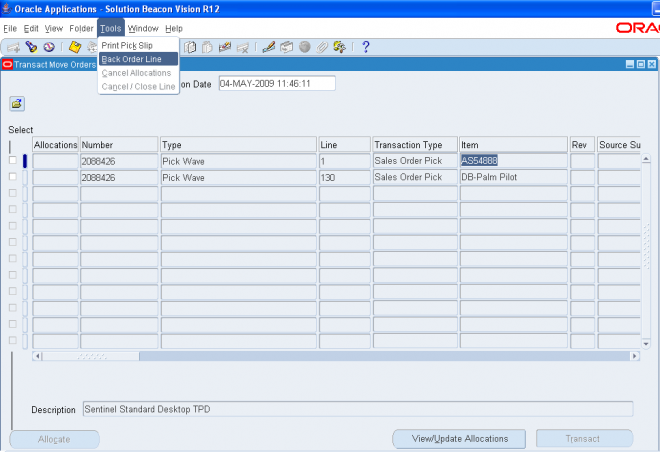 Oracle Applications - Solution Beacon Vision R12
File Edit View Folder Tools Window Help
ORA
Print Pick Slip
Back Order Line
Cancel Allocations
Cancel / Close Line
Transact Move Orders
on Date 04-MAY-2009 11:46:11
Select
Allocations Number Type Line Transaction Type Item Rev Source Su
2088426 Pick Wave 1 Sales Order Pick AS54888
2088426 Pick Wave 130 Sales Order Pick DB-Palm Pilot
Description Sentinel Standard Desktop TPD
Allocate View/Update Allocations Transact